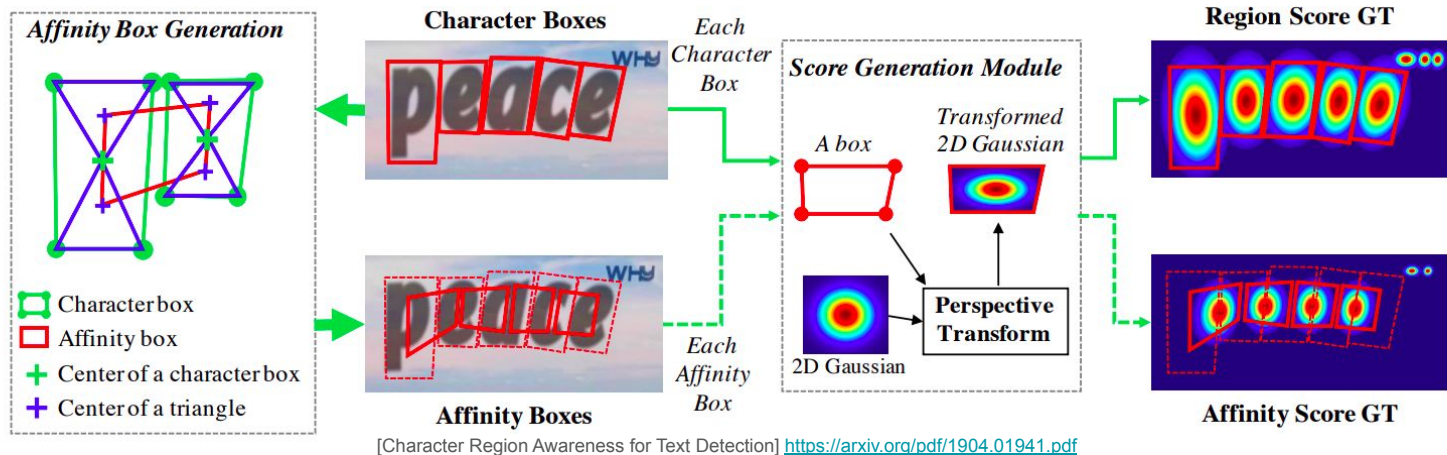 Affinity Box Generation
Character box
Affinity box
Center of a character box
Center of a triangle
Character Boxes
peace
WHY
peace
WHY
Affinity Boxes
Each
Character
Box
Each
Affinity
Box
Score Generation Module
A box
Transformed
2D Gaussian
2D Gaussian
Perspective
Transform
Region Score GT
Affinity Score GT
[Character Region Awareness for Text Detection] https://arxiv.org/pdf/1904.01941.pdf